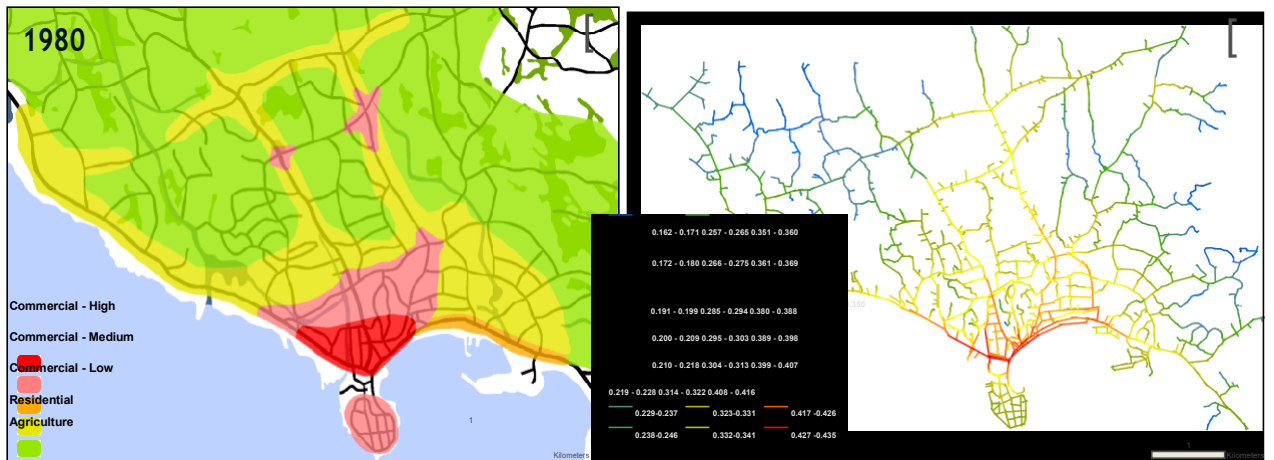 1980
[
Commercial - High
Commercial - Medium
Commercial - Low
Residential
Agriculture
1
Kilometers
[
0.162 - 0.171 0.257 - 0.265 0.351 - 0.360
0.172 - 0.180 0.266 - 0.275 0.361 - 0.369
0.350
0.191 - 0.199 0.285 - 0.294 0.380 - 0.388
0.200 - 0.209 0.295 - 0.303 0.389 - 0.398
0.210 - 0.218 0.304 - 0.313 0.399 - 0.407
0.219 - 0.228 0.314 - 0.322 0.408 - 0.416
0.229-0.237 0.323-0.331 0.417 -0.426
0.238-0.246 0.332-0.341 0.427 -0.435
1
Kilometers